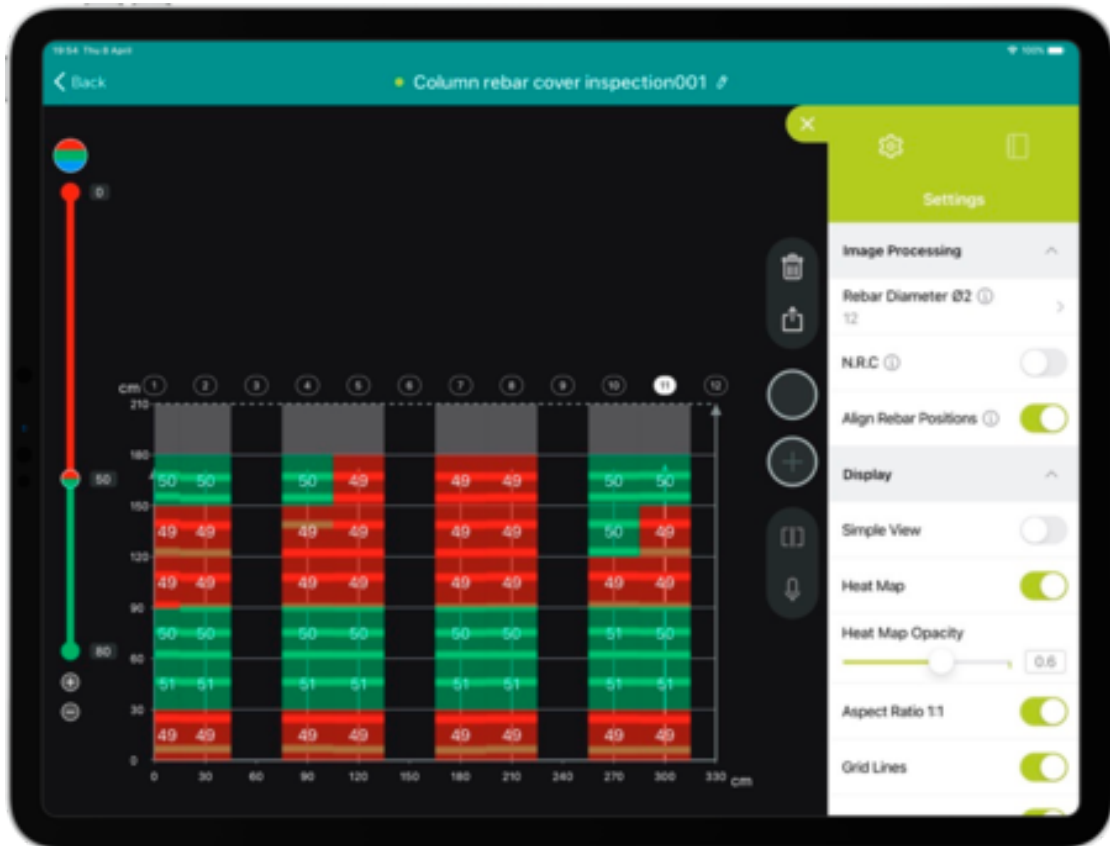 19:54 Thu 8 April
100%
Back
Column rebar cover inspection001
Settings
Image Processing
Rebar Diameter Ø2
12
N.R.C
Align Rebar Positions
Display
Simple View
Heat Map
Heat Map Opacity
0.6
Aspect Ratio 1:1
Grid Lines
0
50
80
cm 1 2 3 4 5 6 7 8 9 10 11 12
210
180
50 50 50 49 49 49 50 50
150
49 49 49 49 49 49 50 49
120
49 49 49 49 49 49 49 49
90
50 50 50 50 50 50 51 50
60
51 51 51 51 51 51 51 51
30
49 49 49 49 49 49 49 49
0
0 30 60 90 120 150 180 210 240 270 300 330 cm